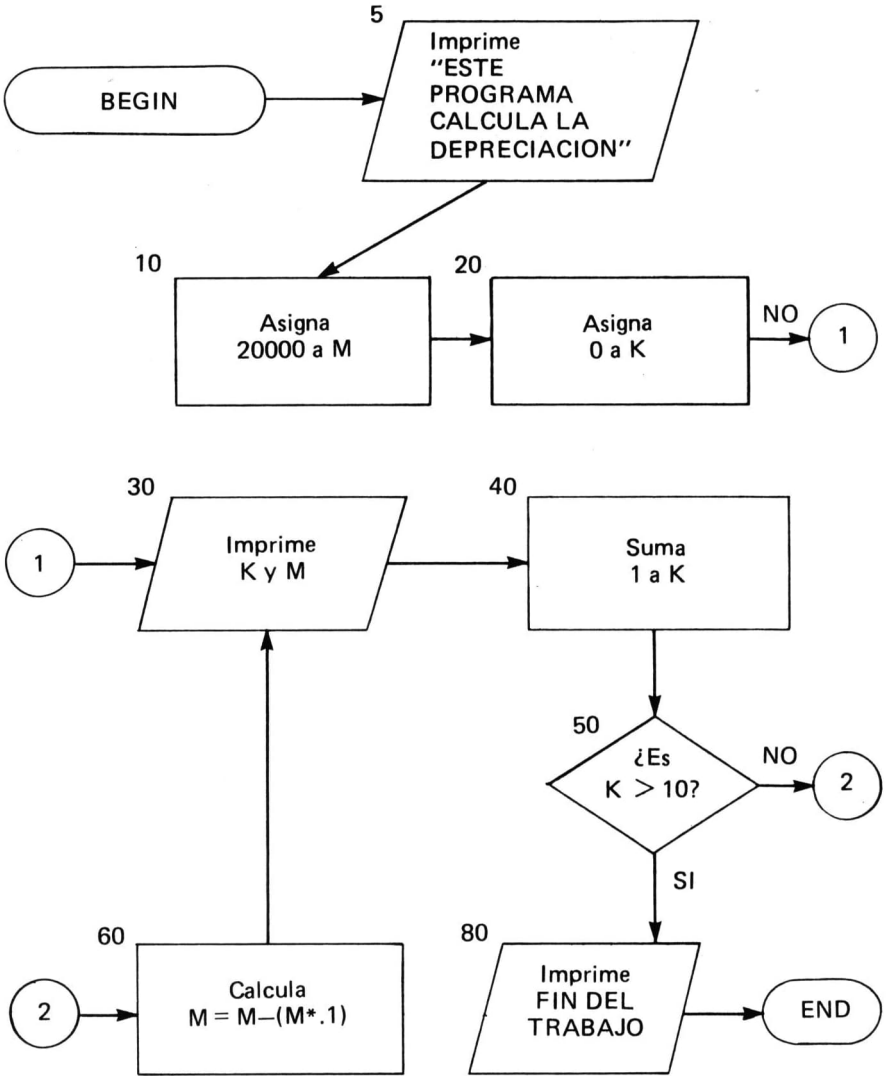 5
Imprime
"ESTE
PROGRAMA
CALCULA LA
DEPRECIACION"
BEGIN
10
Asigna
20000 a M
20
Asigna
0 a K
NO
1
30
1
Imprime
K y M
40
Suma
1 a K
50
¿Es
K > 10?
NO
2
SI
60
2
Calcula
M = M—(M*.1)
80
Imprime
FIN DEL
TRABAJO
END